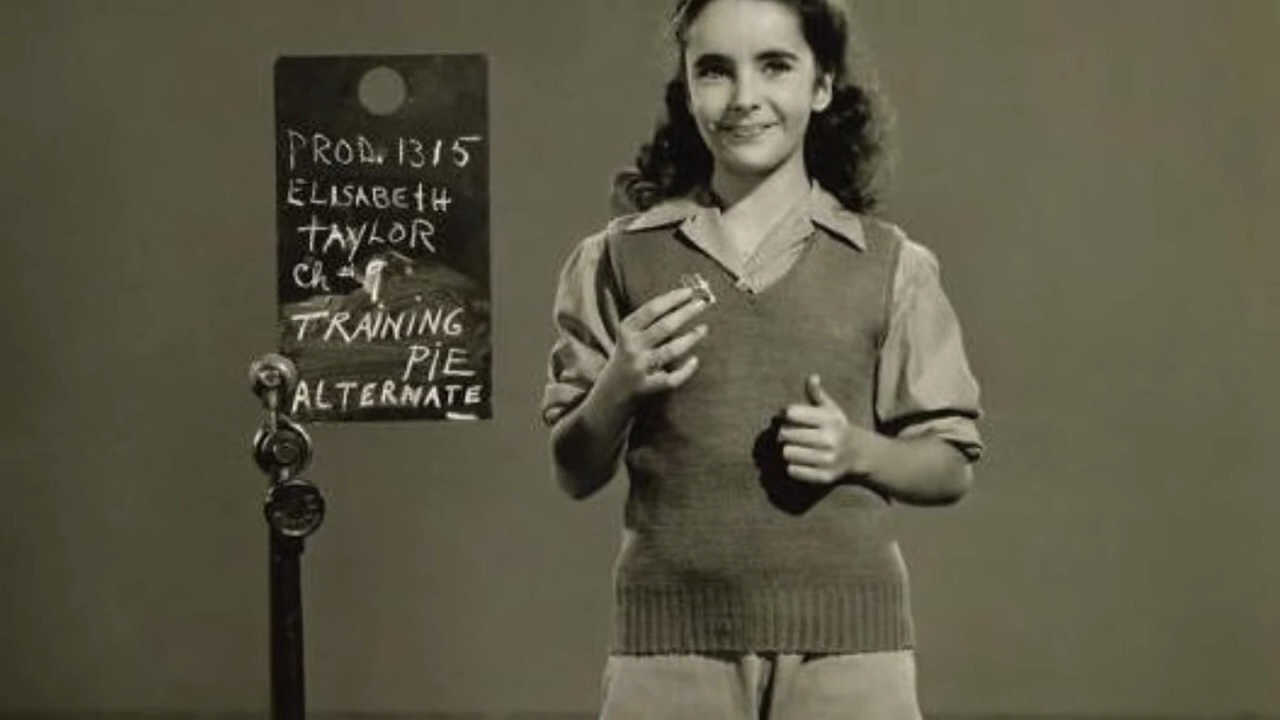 PROD. 1315
ELISABETH
TAYLOR
Ch #9
TRAINING
PIE
ALTERNATE